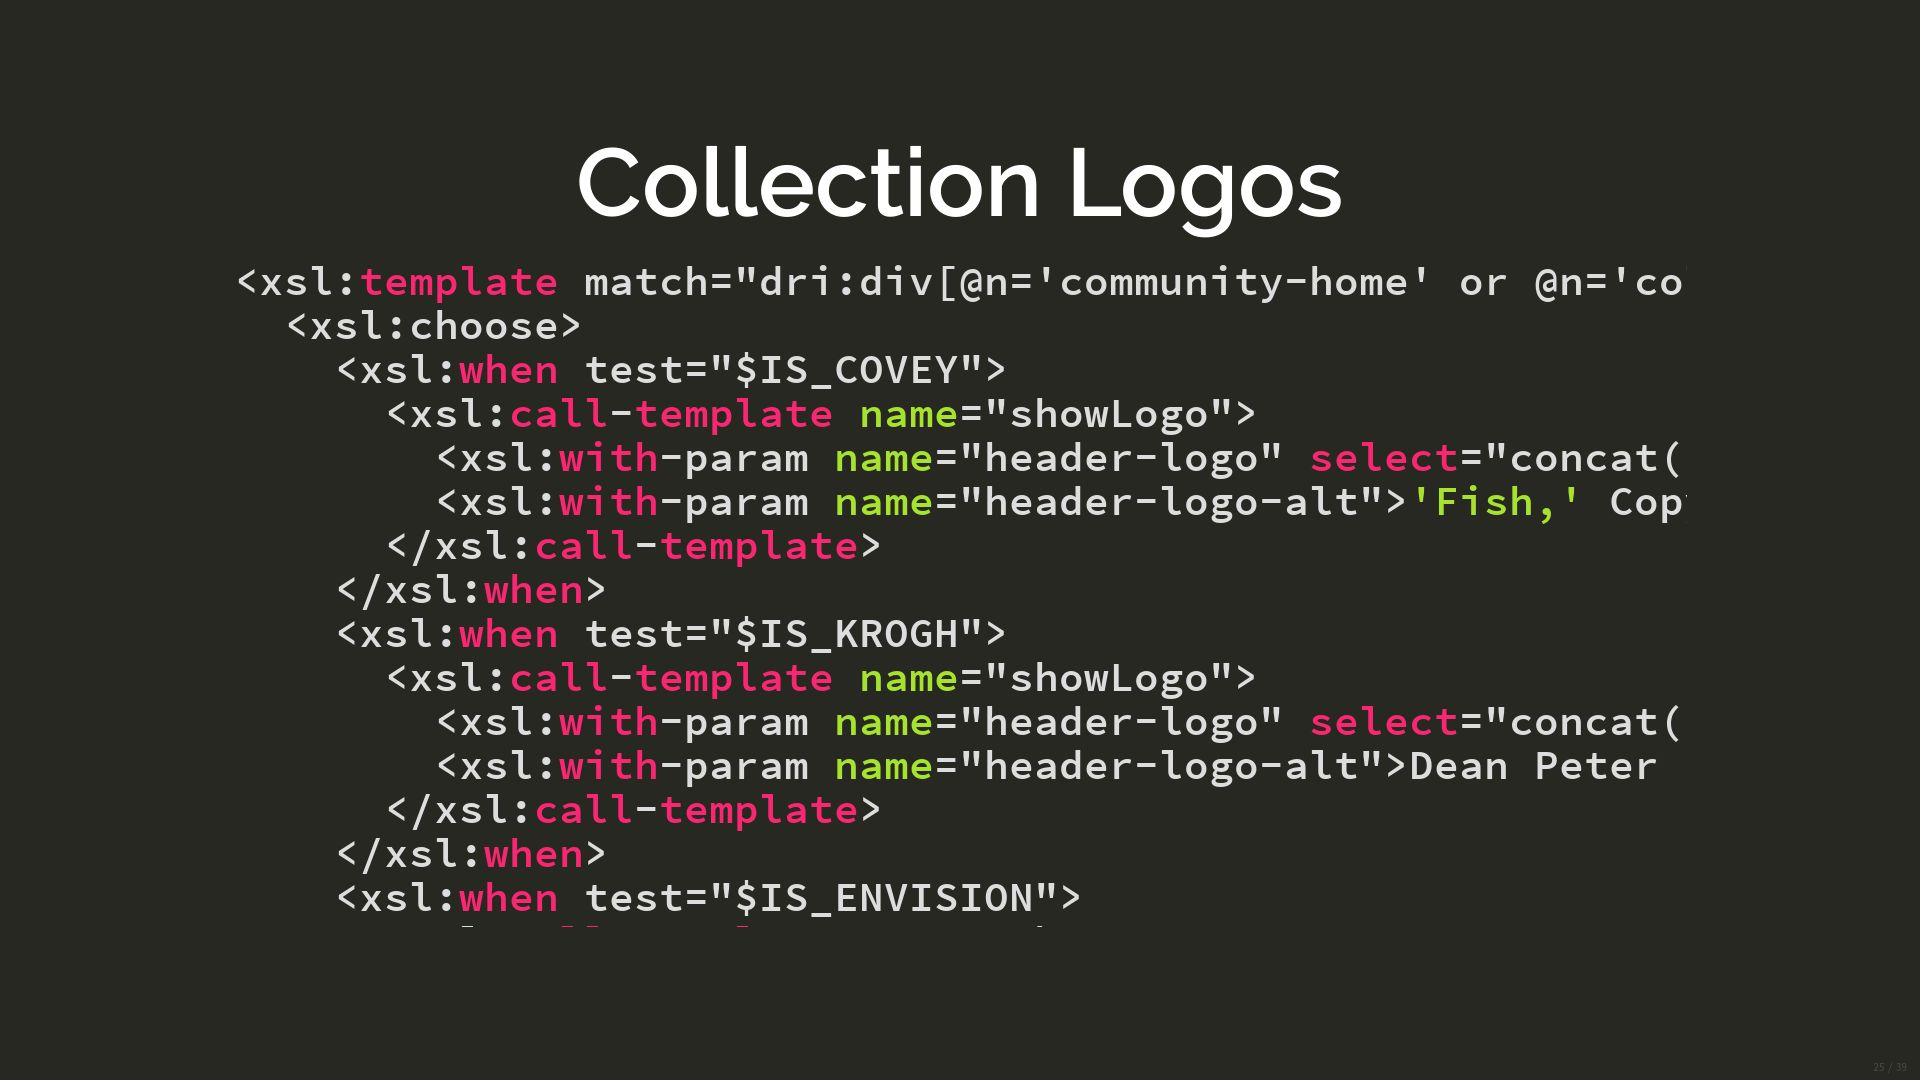 Collection Logos
<xsl:template match="dri:div[@n='community-home' or @n='co
<xsl:choose>
<xsl:when test="$IS_COVEY">
<xsl:call-template name="showLogo">
<xsl:with-param name="header-logo" select="concat(
<xsl:with-param name="header-logo-alt">'Fish,' Cop
</xsl:call-template>
</xsl:when>
<xsl:when test="$IS_KROGH">
<xsl:call-template name="showLogo">
<xsl:with-param name="header-logo" select="concat(
<xsl:with-param name="header-logo-alt">Dean Peter
</xsl:call-template>
</xsl:when>
<xsl:when test="$IS_ENVISION">
25 / 39